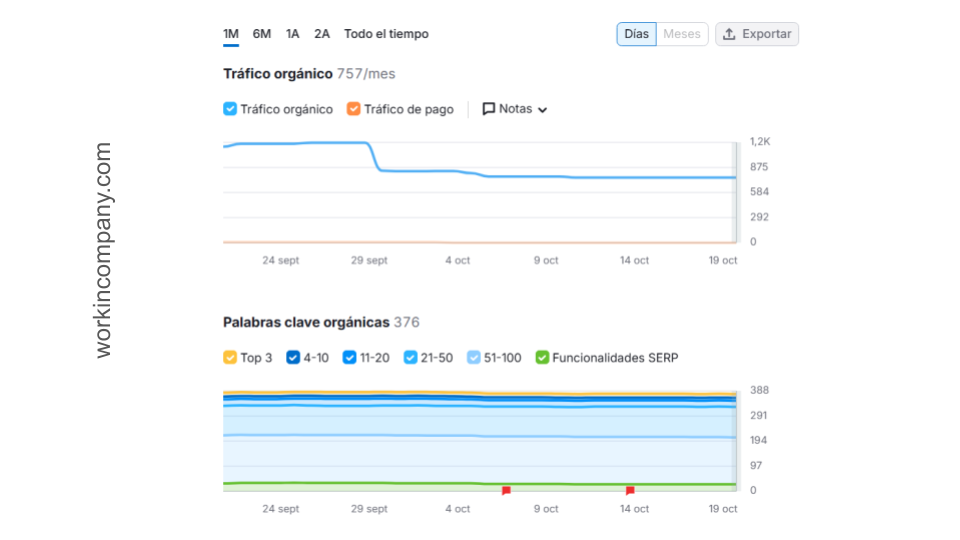 1M 6M 1A 2A Todo el tiempo Días Meses Exportar
Tráfico orgánico 757/mes
Tráfico orgánico Tráfico de pago Notas
1,2K
875
584
292
0
24 sept 29 sept 4 oct 9 oct 14 oct 19 oct
workincompany.com
Palabras clave orgánicas 376
Top 3 4-10 11-20 21-50 51-100 Funcionalidades SERP
388
291
194
97
0
24 sept 29 sept 4 oct 9 oct 14 oct 19 oct